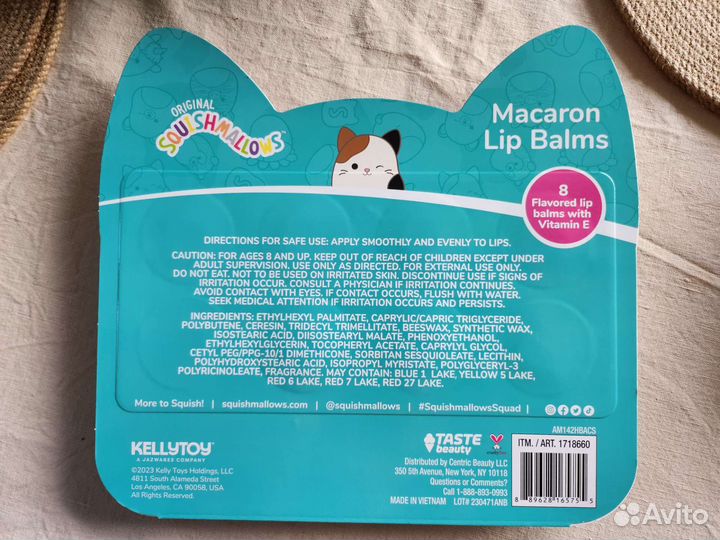 ORIGINAL
SQUISHMALLOWS™
Macaron
Lip Balms
8
Flavored lip
balms with
Vitamin E
DIRECTIONS FOR SAFE USE: APPLY SMOOTHLY AND EVENLY TO LIPS.
CAUTION: FOR AGES 8 AND UP. KEEP OUT OF REACH OF CHILDREN EXCEPT UNDER
ADULT SUPERVISION. USE ONLY AS DIRECTED. FOR EXTERNAL USE ONLY.
DO NOT EAT. NOT TO BE USED ON IRRITATED SKIN. DISCONTINUE USE IF SIGNS OF
IRRITATION OCCUR. CONSULT A PHYSICIAN IF IRRITATION CONTINUES.
AVOID CONTACT WITH EYES. IF CONTACT OCCURS, FLUSH WITH WATER.
SEEK MEDICAL ATTENTION IF IRRITATION OCCURS AND PERSISTS.
INGREDIENTS: ETHYLHEXYL PALMITATE, CAPRYLIC/CAPRIC TRIGLYCERIDE,
POLYBUTENE, CERESIN, TRIDECYL TRIMELLITATE, BEESWAX, SYNTHETIC WAX,
ISOSTEARIC ACID, DIISOSTEARYL MALATE, PHENOXYETHANOL,
ETHYLHEXYLGLYCERIN, TOCOPHERYL ACETATE, CAPRYLYL GLYCOL
CETYL PEG/PPG-10/1 DIMETHICONE, SORBITAN SESQUIOLEATE, LECITHIN,
POLYHYDROXYSTEARIC ACID, ISOPROPYL MYRISTATE, POLYGLYCERYL-3
POLYRICINOLEATE, FRAGRANCE. MAY CONTAIN: BLUE 1 LAKE, YELLOW 5 LAKE,
RED 6 LAKE, RED 7 LAKE, RED 27 LAKE.
More to Squish! | squishmallows.com | @squishmallows | #SquishmallowsSquad |
AM142HBACS
KELLYTOY
A JAZWARES COMPANY
©2023 Kelly Toys Holdings, LLC
4811 South Alameda Street
Los Angeles, CA 90058, USA
All Rights Reserved.
TASTE
beauty
Distributed by Centric Beauty LLC
350 5th Avenue, New York, NY 10118
Questions or Comments?
Call 1-888-893-0993
MADE IN VIETNAM LOT# 230471ANB
ITM. / ART. 1718660
8 89628 16575 5
Avito